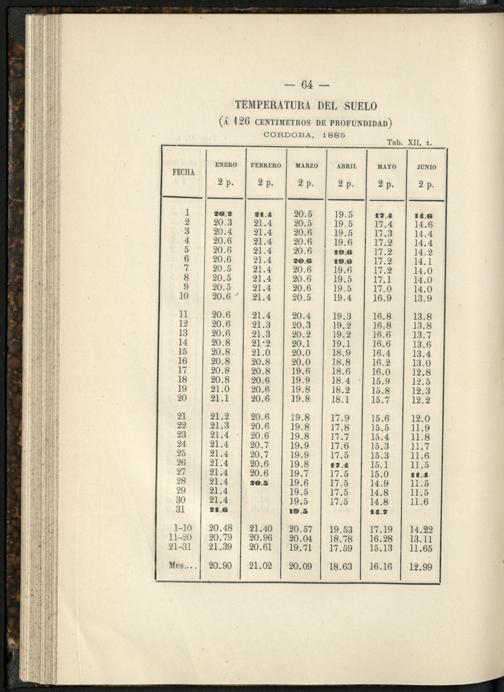 — 64 —
TEMPERATURA DEL SUELO
(Á 126 CENTIMETROS DE PROFUNDIDAD)
CORDOBA, 1885
Tab. XII, 1.
FECHA ENERO FEBRERO MARZO ABRIL MAYO JUNIO
2 p. 2 p. 2 p. 2 p. 2 p. 2 p.
1 20.2 21.4 20.5 19.5 17.4 14.6
2 20.3 21.4 20.5 19.5 17.4 14.6
3 20.4 21.4 20.6 19.5 17.3 14.4
4 20.6 21.4 20.6 19.6 17.2 14.4
5 20.6 21.4 20.6 19.6 17.2 14.2
6 20.6 21.4 20.6 19.6 17.2 14.1
7 20.5 21.4 20.6 19.6 17.2 14.0
8 20.5 21.4 20.6 19.5 17.1 14.0
9 20.5 21.4 20.6 19.5 17.0 14.0
10 20.6 21.4 20.5 19.4 16.9 13.9
11 20.6 21.4 20.4 19.3 16.8 13.8
12 20.6 21.3 20.3 19.2 16.8 13.8
13 20.6 21.3 20.2 19.2 16.6 13.7
14 20.8 21.2 20.1 19.1 16.6 13.6
15 20.8 21.0 20.0 18.9 16.4 13.4
16 20.8 20.8 20.0 18.8 16.2 13.0
17 20.8 20.8 19.6 18.6 16.0 12.8
18 20.8 20.6 19.9 18.4 15.9 12.5
19 21.0 20.6 19.8 18.2 15.8 12.3
20 21.1 20.6 19.8 18.1 15.7 12.2
21 21.2 20.6 19.8 17.9 15.6 12.0
22 21.3 20.6 19.8 17.8 15.5 11.9
23 21.4 20.6 19.8 17.7 15.4 11.8
24 21.4 20.7 19.9 17.6 15.3 11.7
25 21.4 20.7 19.9 17.5 15.3 11.6
26 21.4 20.6 19.8 17.4 15.1 11.5
27 21.4 20.6 19.7 17.5 15.0 11.4
28 21.4 20.5 19.6 17.5 14.9 11.5
29 21.4 19.5 17.5 14.8 11.5
30 21.4 19.5 17.5 14.8 11.6
31 21.6 19.5 14.7
1-10 20.48 21.40 20.57 19.53 17.19 14.22
11-20 20.79 20.96 20.04 18.78 16.28 13.11
21-31 21.39 20.61 19.71 17.59 15.13 11.65
Mes.... 20.90 21.02 20.09 18.63 16.16 12.99